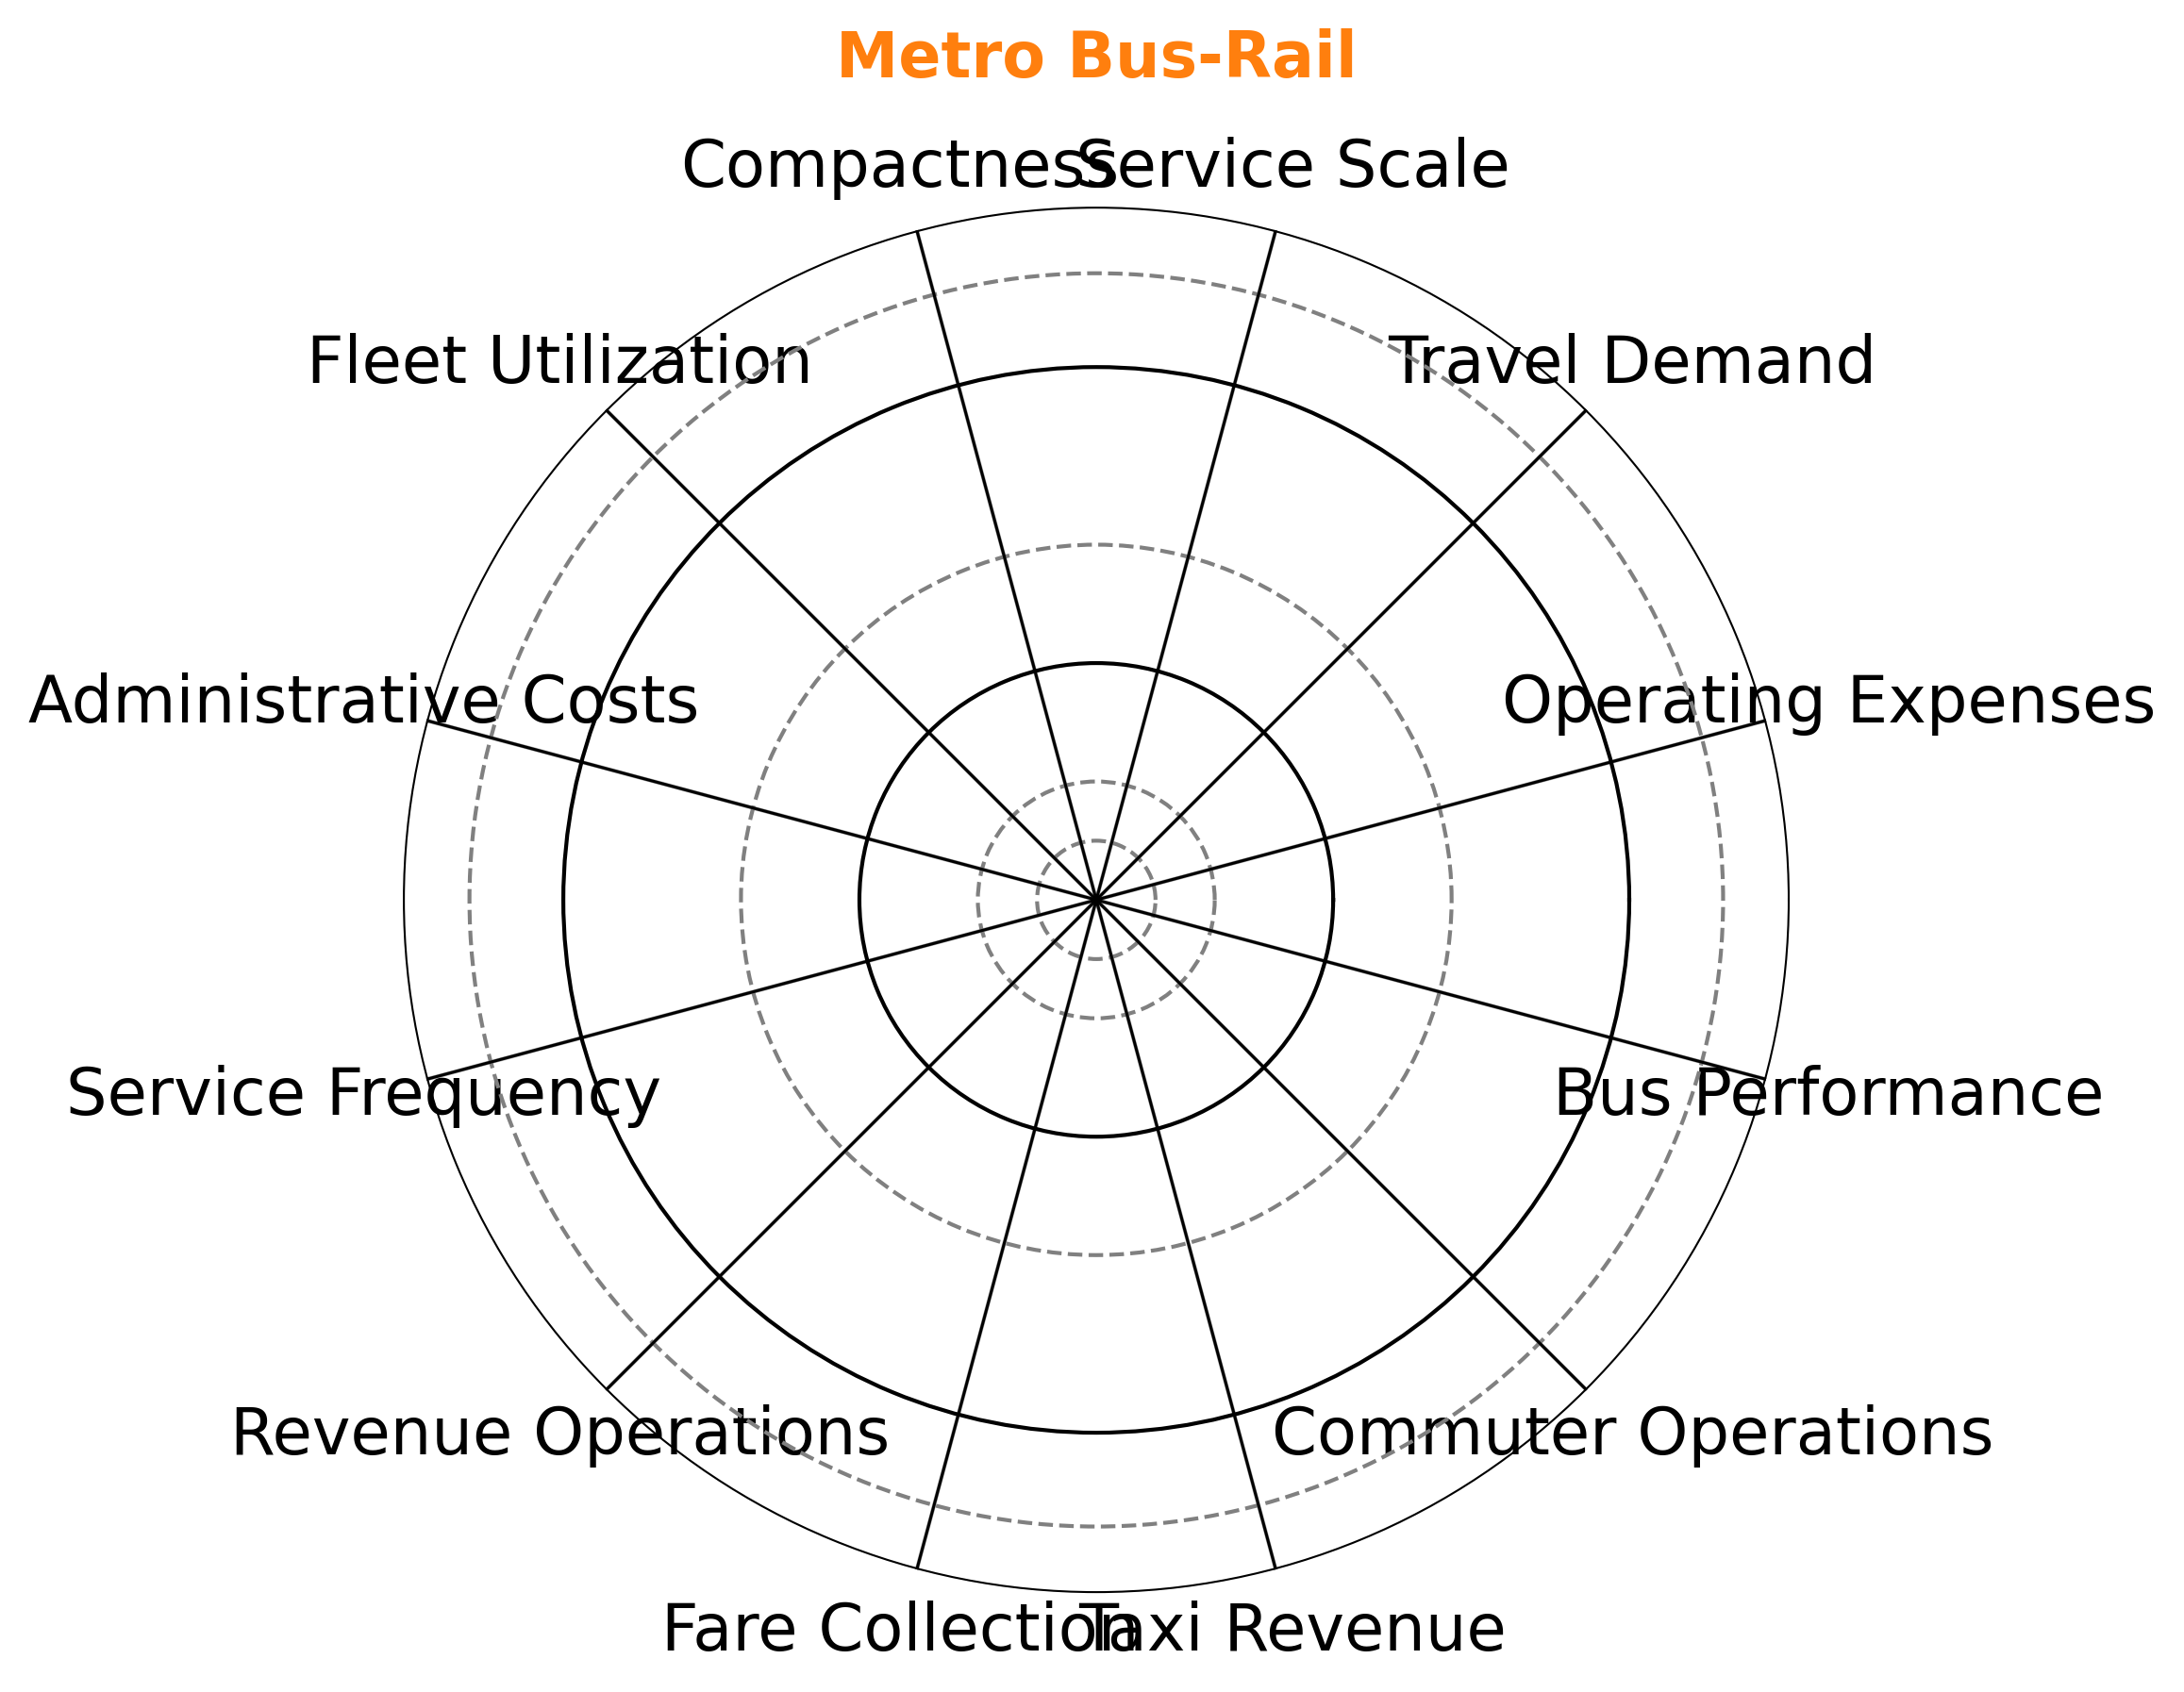 Metro Bus-Rail
Compactness
Service Scale
Fleet Utilization
Travel Demand
Administrative Costs
Operating Expenses
Service Frequency
Bus Performance
Revenue Operations
Commuter Operations
Fare Collection
Taxi Revenue